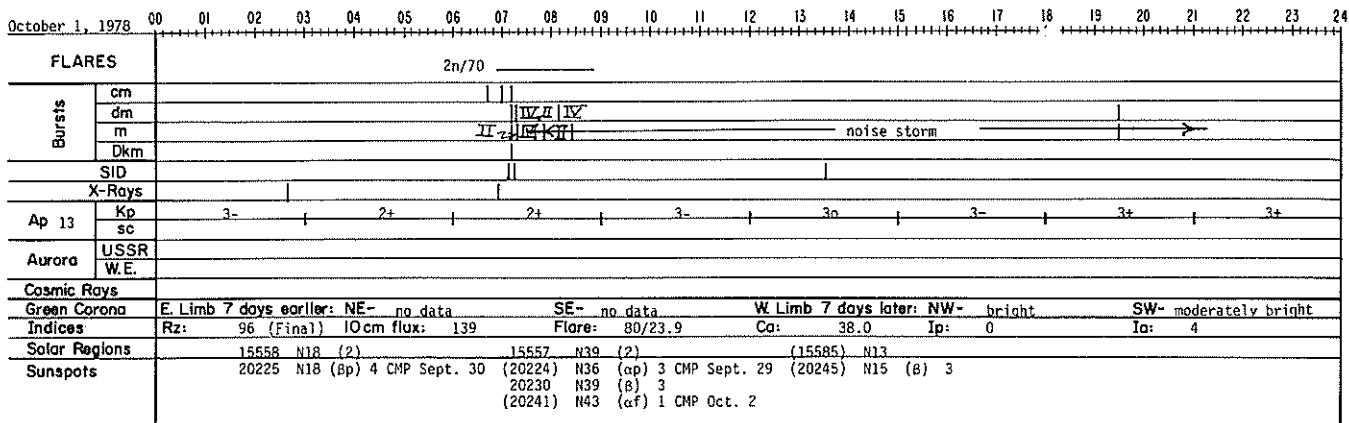 October 1, 1978 00 01 02 03 04 05 06 07 08 09 10 11 12 13 14 15 16 17 18 19 20 21 22 23 24
FLARES 2n/70
Bursts
cm
dm IV II IV
m II IV II noise storm
Dkm
SID
X-Rays
Ap 13 Kp 3- 2+ 2+ 3- 3o 3- 3+ 3+
sc
Aurora USSR
W.E.
Cosmic Rays
Green Corona E. Limb 7 days earlier: NE- no data SE- no data W. Limb 7 days later: NW- bright SW- moderately bright
Indices Rz: 96 (Final) 10cm flux: 139 Flare: 80/23.9 Ca: 38.0 Ip: 0 Ia: 4
Solar Regions 15558 N18 (2) 15557 N39 (2) (15585) N13
Sunspots 20225 N18 (βp) 4 CMP Sept. 30 (20224) N36 (αp) 3 CMP Sept. 29 (20245) N15 (β) 3
20230 N39 (β) 3
(20241) N43 (αf) 1 CMP Oct. 2